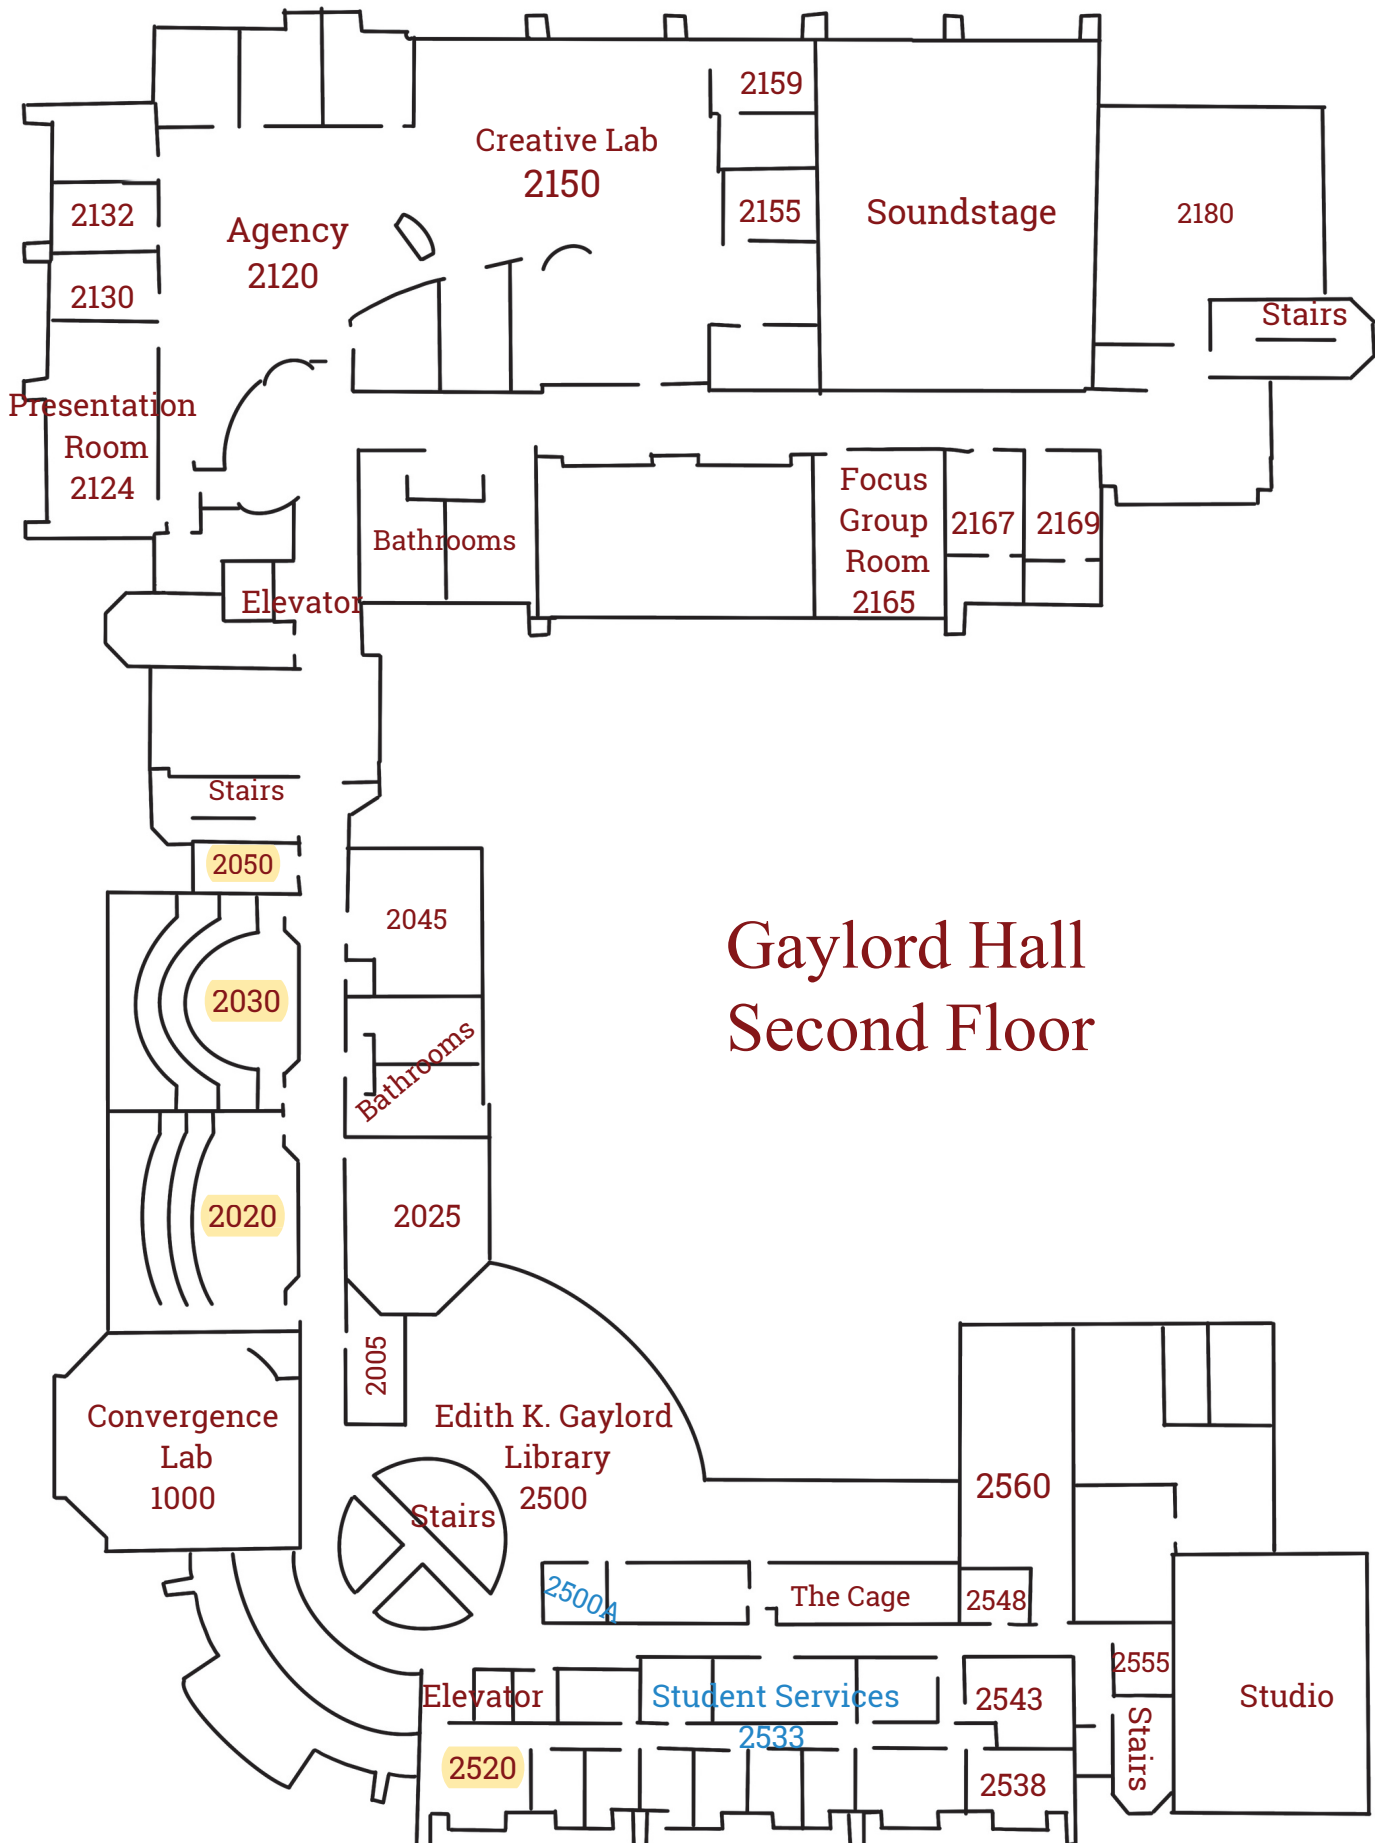 2159
Creative Lab
2150
2132
Agency
2120
2155
Soundstage
2180
2130
Stairs
Presentation
Room
2124
Bathrooms
Focus
Group
Room
2165
2167
2169
Elevator
Stairs
2050
2045
Gaylord Hall
Second Floor
2030
Bathrooms
2020
2025
2005
Convergence
Lab
1000
Edith K. Gaylord
Library
2500
Stairs
2560
2500A
The Cage
2548
2555
Elevator
Student Services
2533
2543
Studio
Stairs
2520
2538